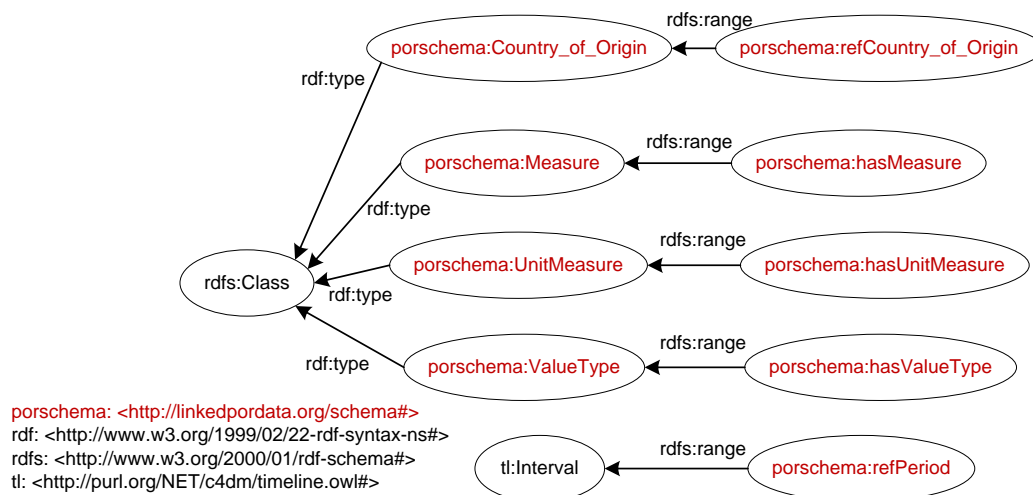 porschema:Country_of_Origin
rdfs:range
porschema:refCountry_of_Origin
rdf:type
porschema:Measure
rdfs:range
porschema:hasMeasure
rdf:type
rdfs:Class
porschema:UnitMeasure
rdfs:range
porschema:hasUnitMeasure
rdf:type
rdf:type
porschema:ValueType
rdfs:range
porschema:hasValueType
porschema: <http://linkedpordata.org/schema#>
rdf: <http://www.w3.org/1999/02/22-rdf-syntax-ns#>
rdfs: <http://www.w3.org/2000/01/rdf-schema#>
tl: <http://purl.org/NET/c4dm/timeline.owl#>
tl:Interval
rdfs:range
porschema:refPeriod